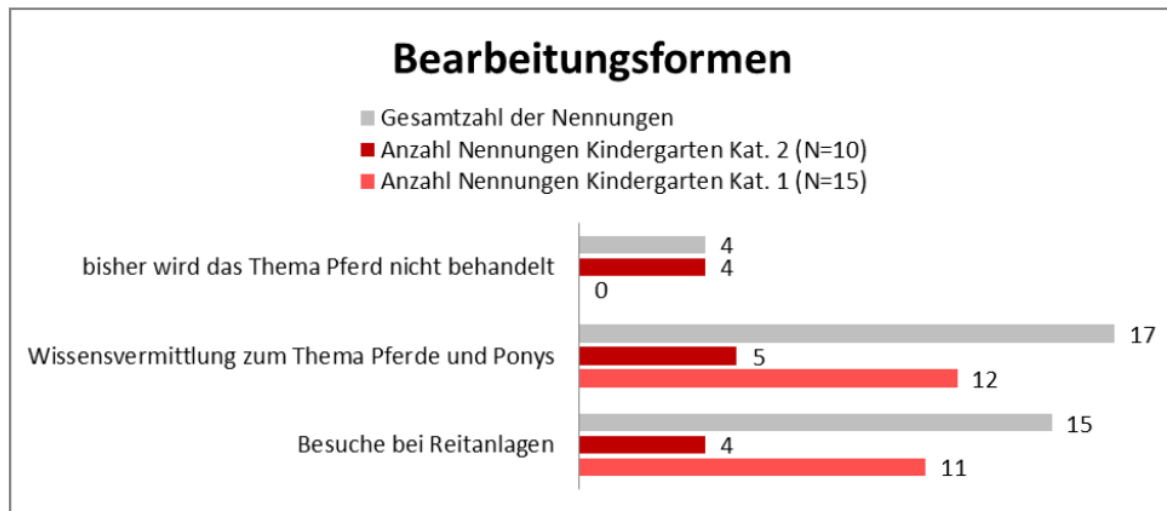 Bearbeitungsformen
Gesamtzahl der Nennungen
Anzahl Nennungen Kindergarten Kat. 2 (N=10)
Anzahl Nennungen Kindergarten Kat. 1 (N=15)
bisher wird das Thema Pferd nicht behandelt
4
4
0
Wissensvermittlung zum Thema Pferde und Ponys
17
5
12
Besuche bei Reitanlagen
15
4
11